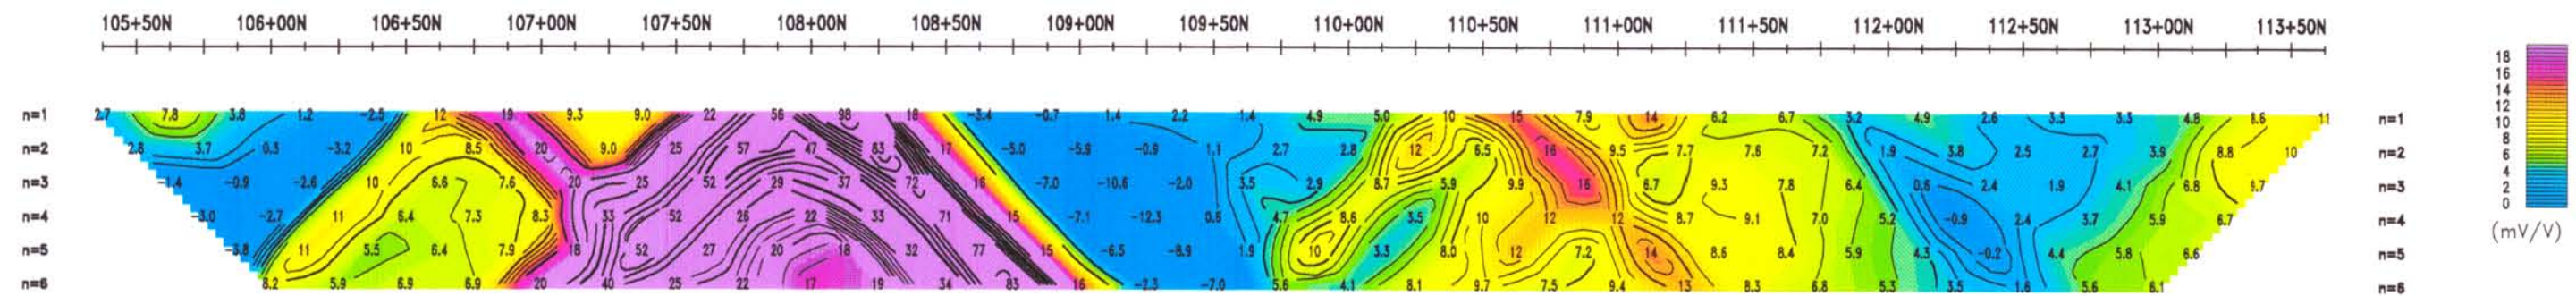 105+50N 106+00N 106+50N 107+00N 107+50N 108+00N 108+50N 109+00N 109+50N 110+00N 110+50N 111+00N 111+50N 112+00N 112+50N 113+00N 113+50N
18
16
14
12
10
8
6
4
2
0
(mV/V)
n=1 2.7 7.8 3.8 1.2 -2.5 12 19 9.3 9.0 22 56 98 18 -3.4 -0.7 1.4 2.2 1.4 4.9 5.0 10 15 7.9 14 6.2 6.7 3.2 4.9 2.6 3.3 3.3 4.8 8.6 11 n=1
n=2 2.8 3.7 0.3 -3.2 10 8.5 20 9.0 25 57 47 83 17 -5.0 -5.9 -0.9 1.1 2.7 2.8 12 6.5 16 9.5 7.7 7.6 7.2 1.9 3.8 2.5 2.7 3.9 8.8 10 n=2
n=3 -1.4 -0.9 -2.6 10 6.6 7.6 20 25 52 29 37 72 16 -7.0 -10.6 -2.0 3.5 2.9 8.7 5.9 9.9 16 6.7 9.3 7.8 6.4 0.6 2.4 1.9 4.1 6.8 9.7 n=3
n=4 -3.0 -2.7 11 6.4 7.3 8.3 33 52 26 22 33 71 15 -7.1 -12.3 0.6 4.7 8.6 3.5 10 12 12 8.7 9.1 7.0 5.2 -0.9 2.4 3.7 5.9 6.7 n=4
n=5 -3.8 11 5.5 6.4 7.9 18 52 27 20 18 32 77 15 -6.5 -8.9 1.9 10 3.3 8.0 12 7.2 14 8.6 8.4 5.9 4.3 -0.2 4.4 5.8 6.6 n=5
n=6 8.2 5.9 6.9 6.9 20 40 25 22 17 19 34 83 16 -2.3 -7.0 5.6 4.1 8.1 9.7 7.5 9.4 13 8.3 6.8 5.3 3.5 1.6 5.6 6.1 n=6